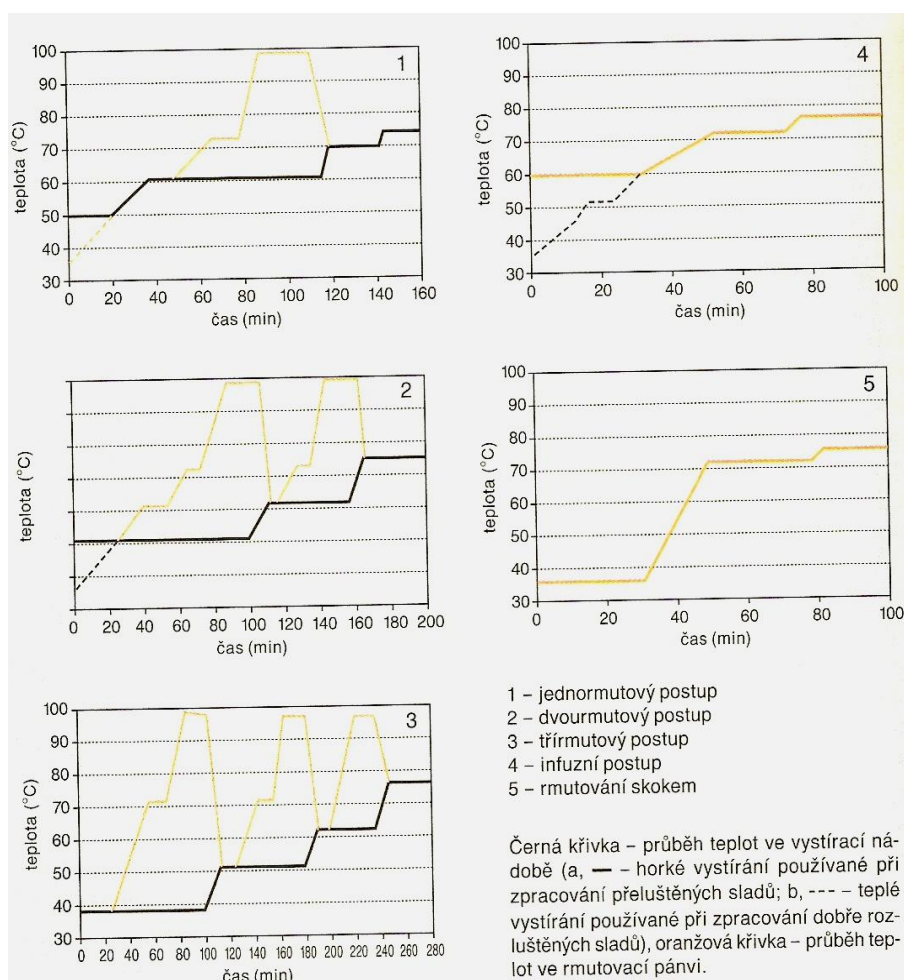 1
teplota (°C)
100
90
80
70
60
50
40
30
0 20 40 60 80 100 120 140 160
čas (min)
4
teplota (°C)
100
90
80
70
60
50
40
30
0 20 40 60 80 100
čas (min)
2
teplota (°C)
0 20 40 60 80 100 120 140 160 180 200
čas (min)
5
teplota (°C)
100
90
80
70
60
50
40
30
0 20 40 60 80 100
čas (min)
3
teplota (°C)
100
90
80
70
60
50
40
30
0 20 40 60 80 100 120 140 160 180 200 220 240 260 280
čas (min)
1 – jednormutový postup
2 – dvourmutový postup
3 – třírmutový postup
4 – infuzní postup
5 – rmutování skokem
Černá křivka – průběh teplot ve vystírací ná-
době (a, — – horké vystírání používané při
zpracování přeluštěných sladů; b, --- – teplé
vystírání používané při zpracování dobře roz-
luštěných sladů), oranžová křivka – průběh tep-
lot ve rmutovací pánvi.